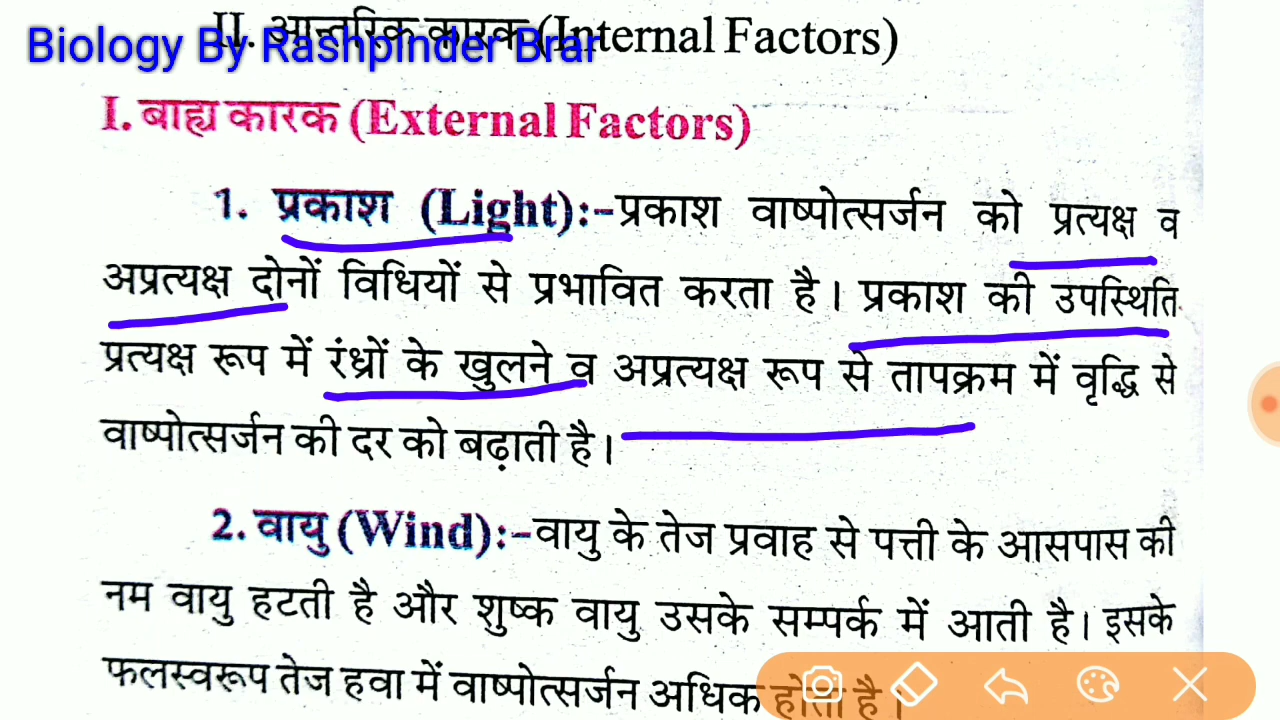 II. आन्तरिक कारक (Internal Factors)
Biology By Rashpinder Brar
I. बाह्य कारक (External Factors)
1. प्रकाश (Light):-प्रकाश वाष्पोत्सर्जन को प्रत्यक्ष व
अप्रत्यक्ष दोनों विधियों से प्रभावित करता है। प्रकाश की उपस्थिति
प्रत्यक्ष रूप में रंध्रों के खुलने व अप्रत्यक्ष रूप से तापक्रम में वृद्धि से
वाष्पोत्सर्जन की दर को बढ़ाती है।
2. वायु (Wind):-वायु के तेज प्रवाह से पत्ती के आसपास की
नम वायु हटती है और शुष्क वायु उसके सम्पर्क में आती है। इसके
फलस्वरूप तेज हवा में वाष्पोत्सर्जन अधिक होता है।